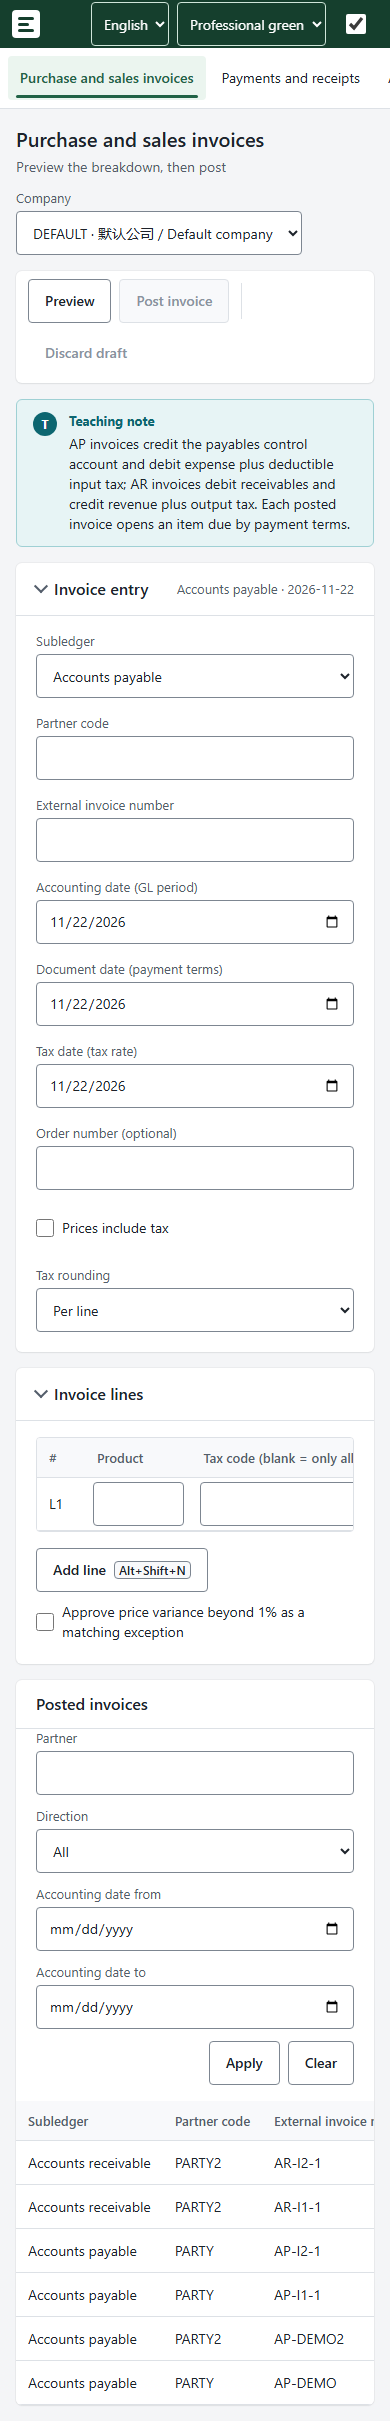 English
Professional green
Purchase and sales invoices
Payments and receipts
Purchase and sales invoices
Preview the breakdown, then post
Company
DEFAULT · 默认公司 / Default company
Preview
Post invoice
Discard draft
T
Teaching note
AP invoices credit the payables control
account and debit expense plus deductible
input tax; AR invoices debit receivables and
credit revenue plus output tax. Each posted
invoice opens an item due by payment terms.
Invoice entry
Accounts payable · 2026-11-22
Subledger
Accounts payable
Partner code
External invoice number
Accounting date (GL period)
11/22/2026
Document date (payment terms)
11/22/2026
Tax date (tax rate)
11/22/2026
Order number (optional)
Prices include tax
Tax rounding
Per line
Invoice lines
# Product Tax code (blank = only all
L1
Add line Alt+Shift+N
Approve price variance beyond 1% as a
matching exception
Posted invoices
Partner
Direction
All
Accounting date from
mm/dd/yyyy
Accounting date to
mm/dd/yyyy
Apply
Clear
Subledger Partner code External invoice
Accounts receivable PARTY2 AR-I2-1
Accounts receivable PARTY2 AR-I1-1
Accounts payable PARTY AP-I2-1
Accounts payable PARTY AP-I1-1
Accounts payable PARTY2 AP-DEMO2
Accounts payable PARTY AP-DEMO